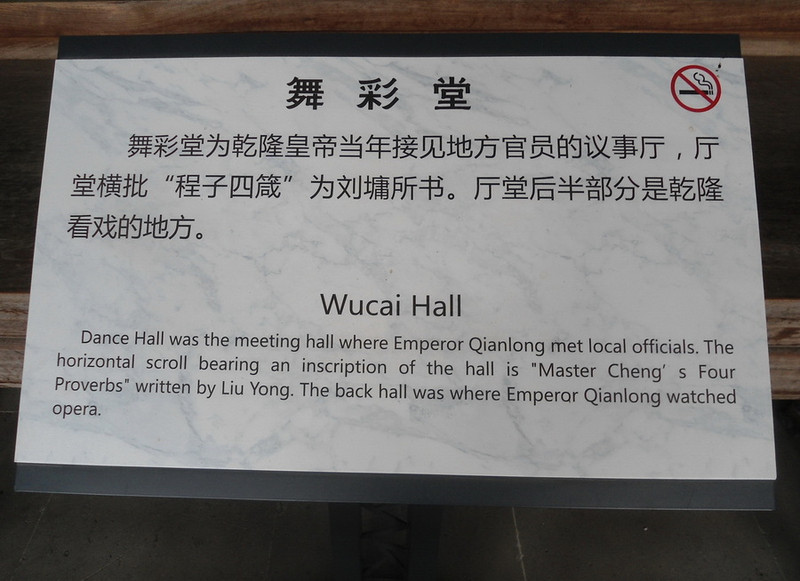 舞彩堂
舞彩堂为乾隆皇帝当年接见地方官员的议事厅，厅
堂横批“程子四箴”为刘墉所书。厅堂后半部分是乾隆
看戏的地方。
Wucai Hall
Dance Hall was the meeting hall where Emperor Qianlong met local officials. The
horizontal scroll bearing an inscription of the hall is "Master Cheng’s Four
Proverbs" written by Liu Yong. The back hall was where Emperor Qianlong watched
opera.